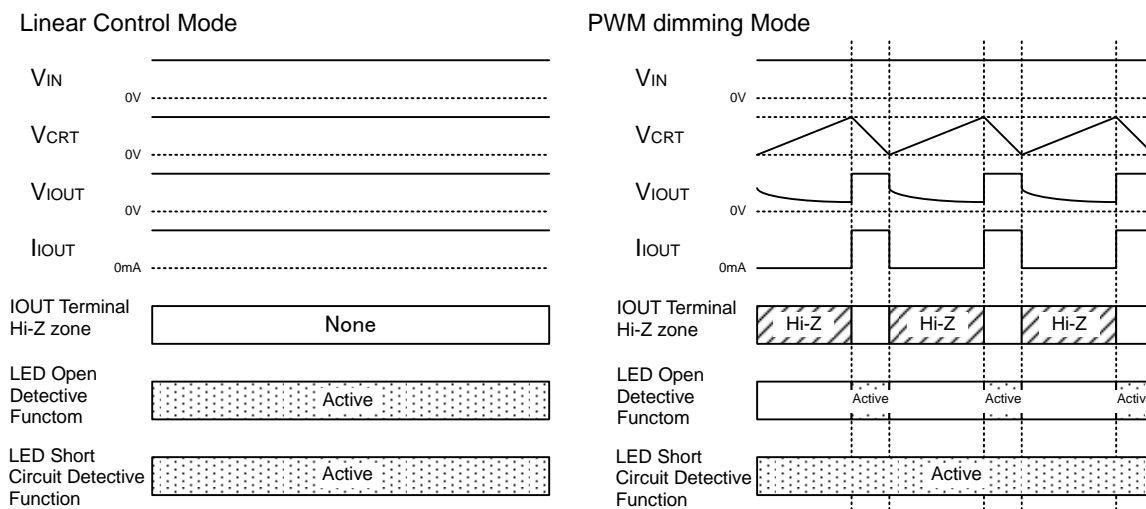 Linear Control Mode
VIN
0V
VCRT
0V
VIOUT
0V
IIOUT
0mA
IOUT Terminal
Hi-Z zone
None
LED Open
Detective
Functom
Active
LED Short
Circuit Detective
Function
Active
PWM dimming Mode
VIN
0V
VCRT
0V
VIOUT
0V
IIOUT
0mA
IOUT Terminal
Hi-Z zone
Hi-Z Hi-Z Hi-Z
LED Open
Detective
Functom
Active Active Activ
LED Short
Circuit Detective
Function
Active